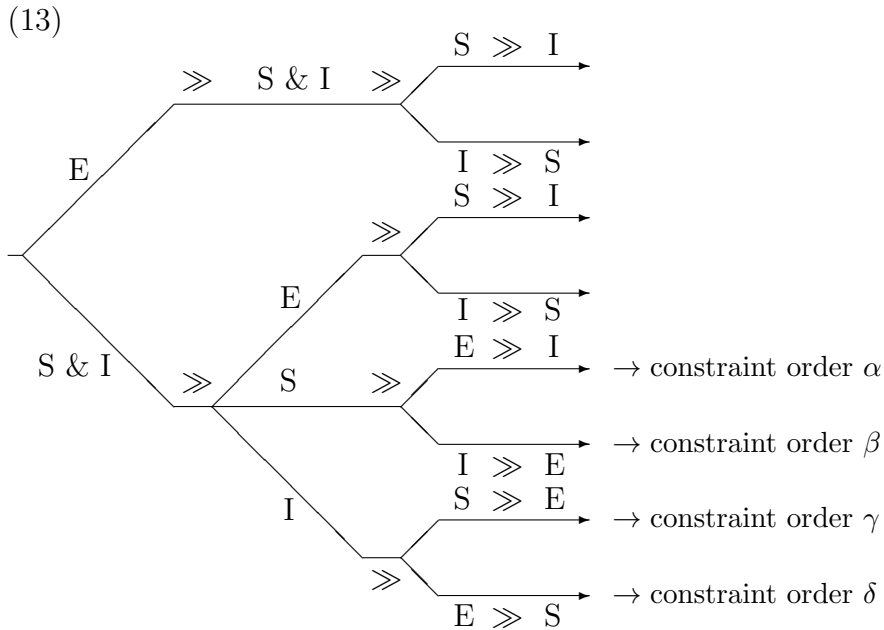 (13)
S ≫ I
≫ S & I ≫
E
I ≫ S
S ≫ I
≫
E
I ≫ S
E ≫ I
S & I ≫ S ≫ → constraint order α
→ constraint order β
I ≫ E
S ≫ E
I → constraint order γ
≫
→ constraint order δ
E ≫ S